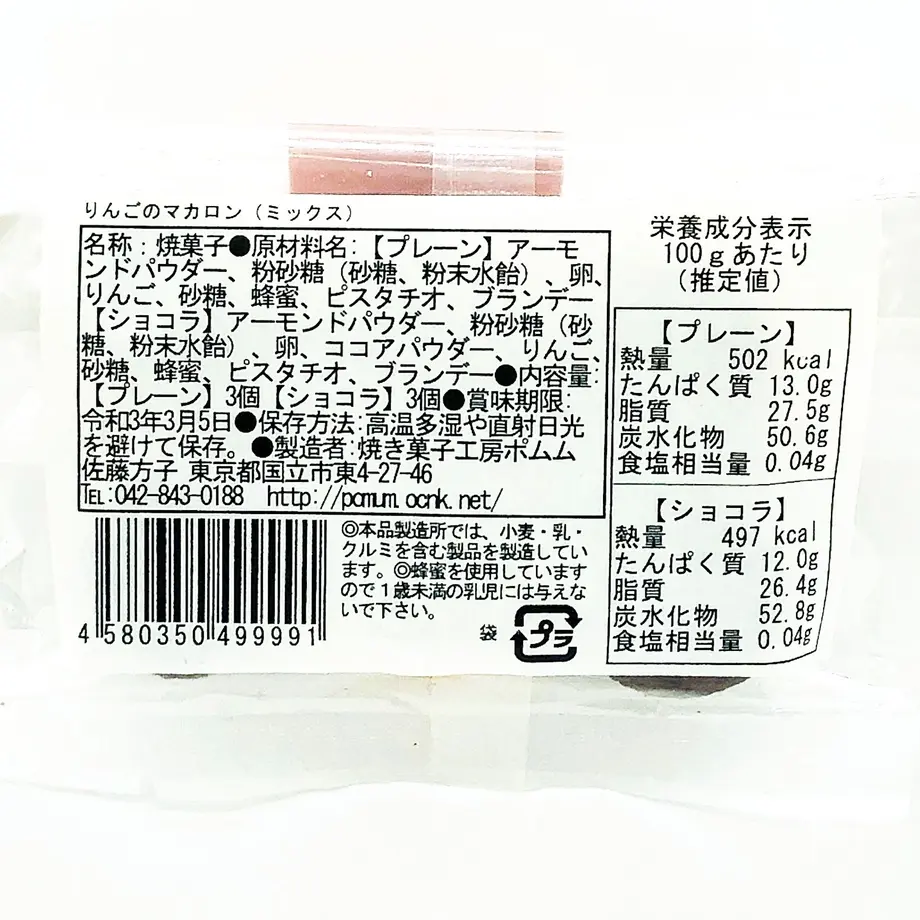 りんごのマカロン（ミックス）
名称：焼菓子●原材料名：【プレーン】アーモ
ンドパウダー、粉砂糖（砂糖、粉末水飴）、卵、
りんご、砂糖、蜂蜜、ピスタチオ、ブランデー
【ショコラ】アーモンドパウダー、粉砂糖（砂
糖、粉末水飴）、卵、ココアパウダー、りんご、
砂糖、蜂蜜、ピスタチオ、ブランデー●内容量：
【プレーン】3個【ショコラ】3個●賞味期限：
令和3年3月5日●保存方法：高温多湿や直射日光
を避けて保存。●製造者：焼き菓子工房ポムム
佐藤方子 東京都国立市東4-27-46
TEL：042-843-0188 http://pomum.ocnk.net/
4 580350 499991
◎本品製造所では、小麦・乳・
クルミを含む製品を製造してい
ます。◎蜂蜜を使用しています
ので1歳未満の乳児には与えな
いで下さい。
袋 プラ
栄養成分表示
100gあたり
（推定値）
【プレーン】
熱量 502 kcal
たんぱく質 13.0g
脂質 27.5g
炭水化物 50.6g
食塩相当量 0.04g
【ショコラ】
熱量 497 kcal
たんぱく質 12.0g
脂質 26.4g
炭水化物 52.8g
食塩相当量 0.04g